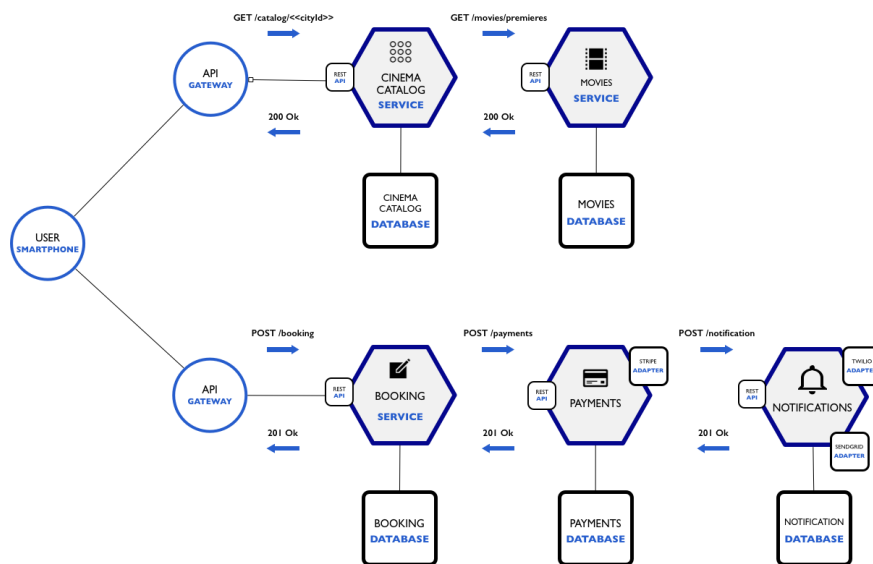 GET /catalog/<<cityId>>
GET /movies/premieres
API
GATEWAY
REST
API
CINEMA
CATALOG
SERVICE
REST
API
MOVIES
SERVICE
200 Ok
200 Ok
CINEMA
CATALOG
DATABASE
MOVIES
DATABASE
USER
SMARTPHONE
POST /booking
POST /payments
POST /notification
API
GATEWAY
REST
API
BOOKING
SERVICE
REST
API
STRIPE
ADAPTER
PAYMENTS
REST
API
TWILIO
ADAPTER
NOTIFICATIONS
SENDGRID
ADAPTER
201 Ok
201 Ok
201 Ok
BOOKING
DATABASE
PAYMENTS
DATABASE
NOTIFICATION
DATABASE